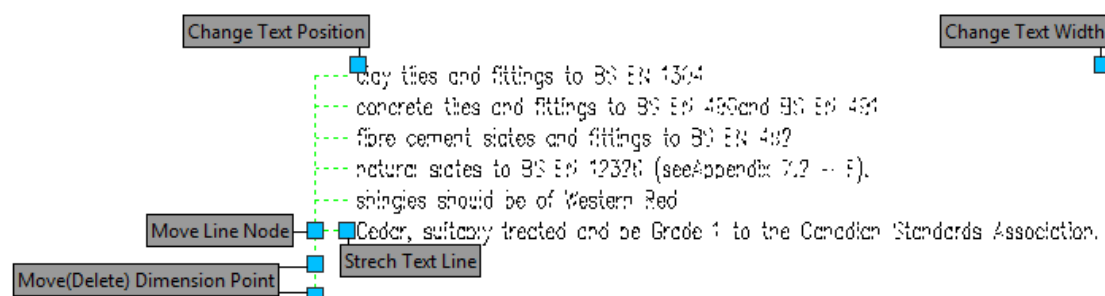 Change Text Position
Change Text Width
clay tiles and fittings to BS EN 1304
concrete tiles and fittings to BS EN 490and BS EN 491
fibre cement slates and fittings to BS EN 492
natural slates to BS EN 12326 (seeAppendix
shingles should be of Western Red
Move Line Node
Cedar, suitably treated and be Grade 1 to the Canadian Standards Association.
Strech Text Line
Move(Delete) Dimension Point